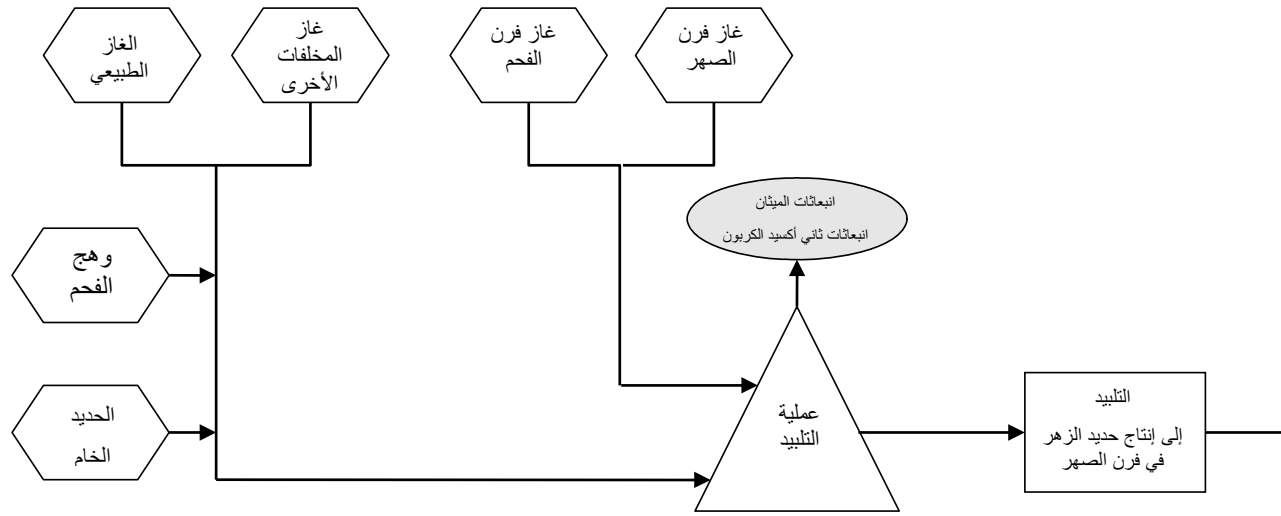 غاز فرن
الصهر
غاز فرن
الفحم
غاز
المخلفات
الأخرى
الغاز
الطبيعي
انبعاثات الميثان
انبعاثات ثاني أكسيد الكربون
وهج
الفحم
الحديد
الخام
عملية
التلبيد
التلبيد
إلى إنتاج حديد الزهر
في فرن الصهر